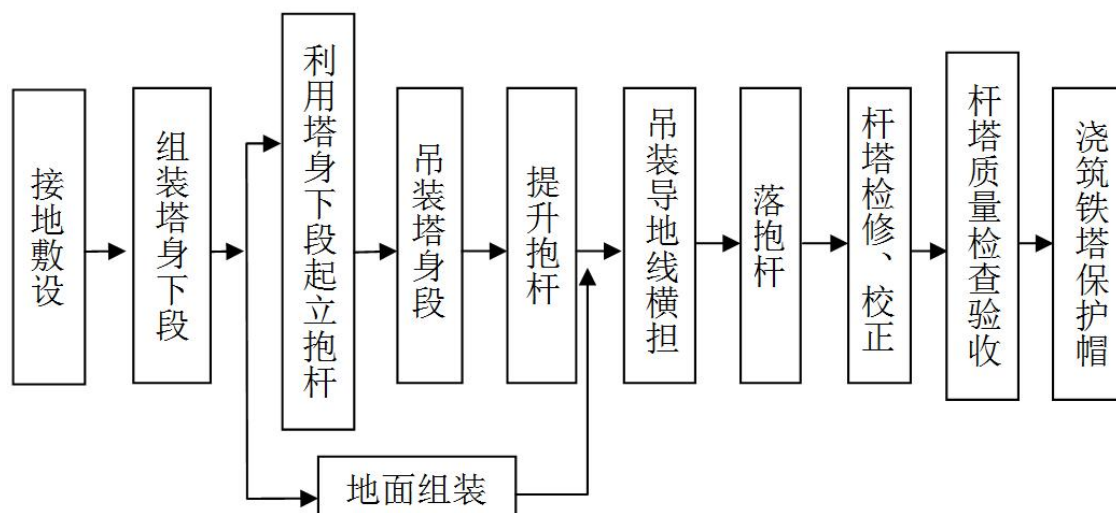 接地敷设
组装塔身下段
利用塔身下段起立抱杆
吊装塔身段
提升抱杆
吊装导地线横担
落抱杆
杆塔检修、校正
杆塔质量检查验收
浇筑铁塔保护帽
地面组装